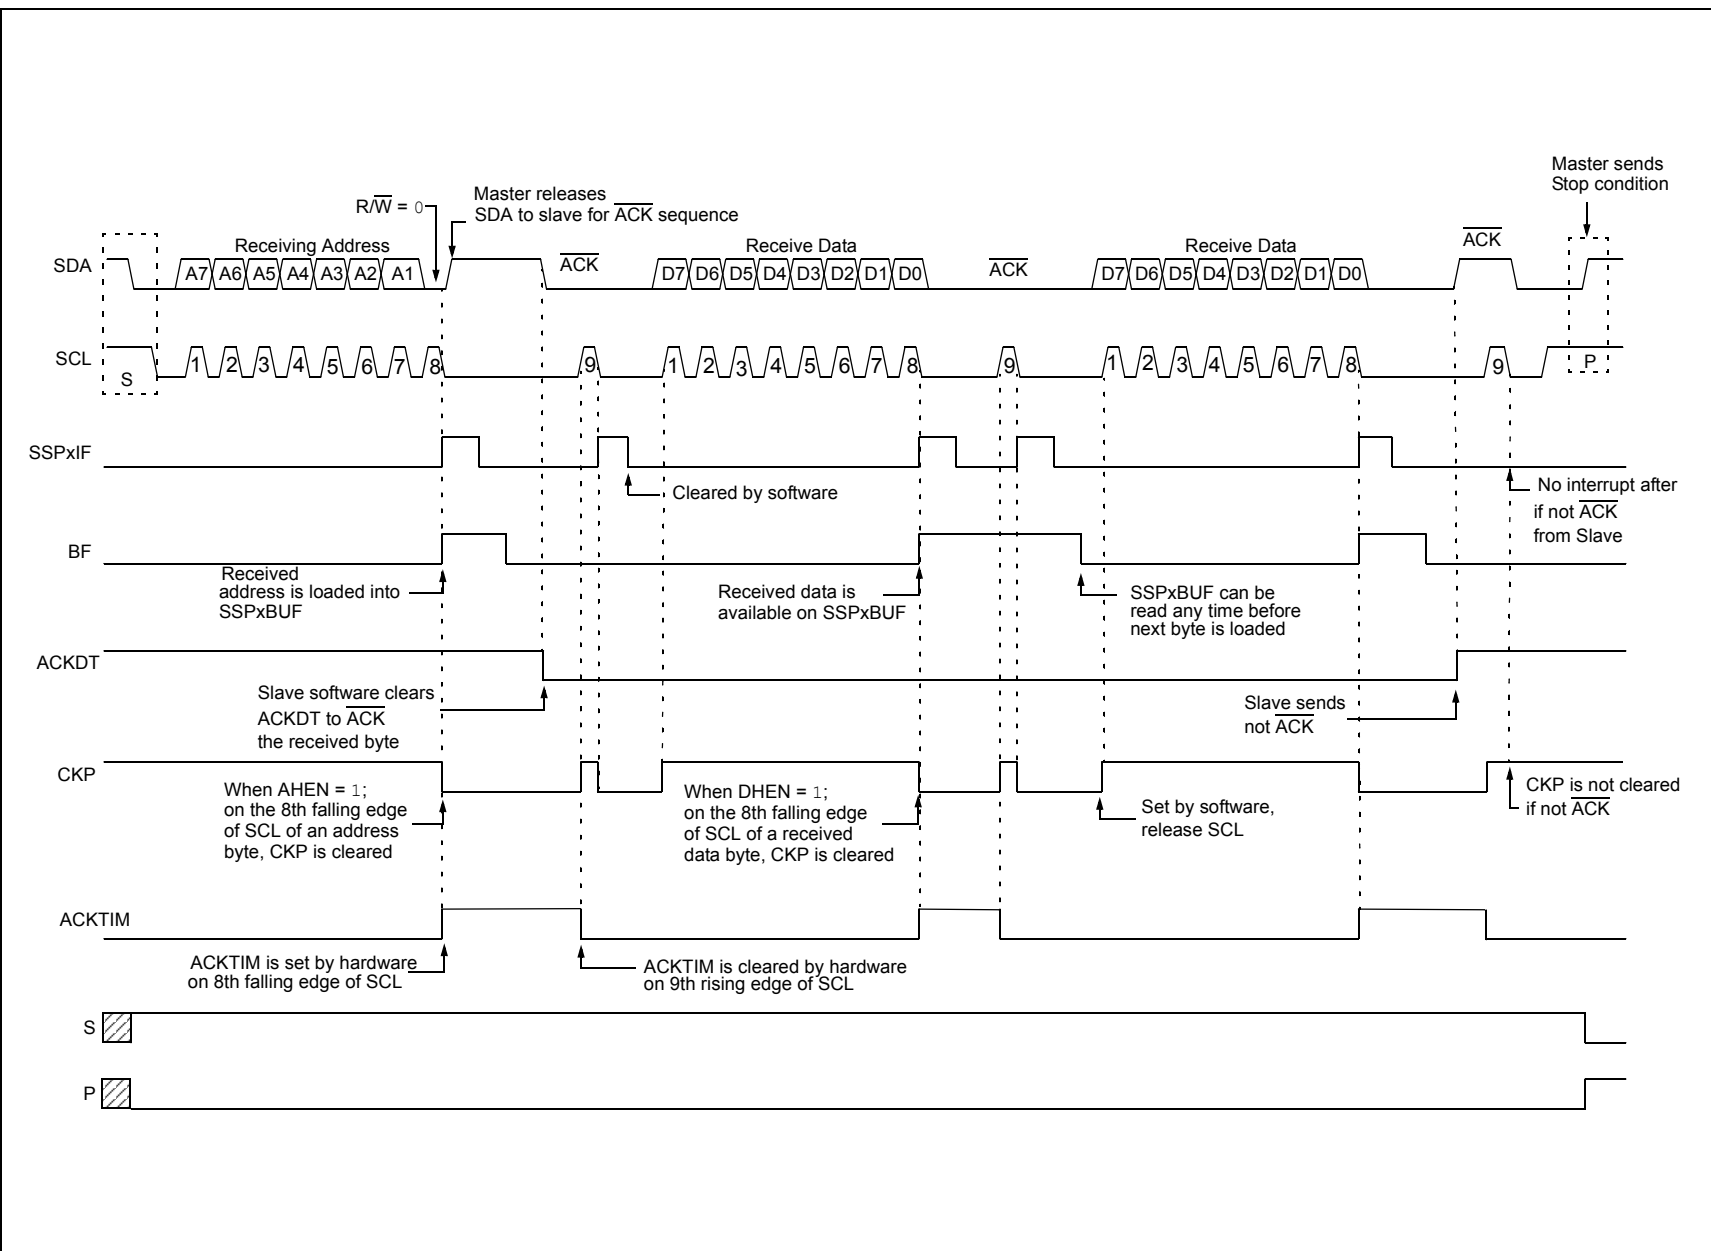 Master sends
Stop condition
R/W = 0
Master releases
SDA to slave for ACK sequence
SDA
Receiving Address
A7 A6 A5 A4 A3 A2 A1
ACK
Receive Data
D7 D6 D5 D4 D3 D2 D1 D0
ACK
Receive Data
D7 D6 D5 D4 D3 D2 D1 D0
ACK
SCL
S
1 2 3 4 5 6 7 8 9 1 2 3 4 5 6 7 8 9 1 2 3 4 5 6 7 8 9
P
SSPxIF
Cleared by software
No interrupt after
if not ACK
from Slave
BF
Received
address is loaded into
SSPxBUF
Received data is
available on SSPxBUF
SSPxBUF can be
read any time before
next byte is loaded
ACKDT
Slave software clears
ACKDT to ACK
the received byte
Slave sends
not ACK
CKP
When AHEN = 1;
on the 8th falling edge
of SCL of an address
byte, CKP is cleared
When DHEN = 1;
on the 8th falling edge
of SCL of a received
data byte, CKP is cleared
Set by software,
release SCL
CKP is not cleared
if not ACK
ACKTIM
ACKTIM is set by hardware
on 8th falling edge of SCL
ACKTIM is cleared by hardware
on 9th rising edge of SCL
S
P